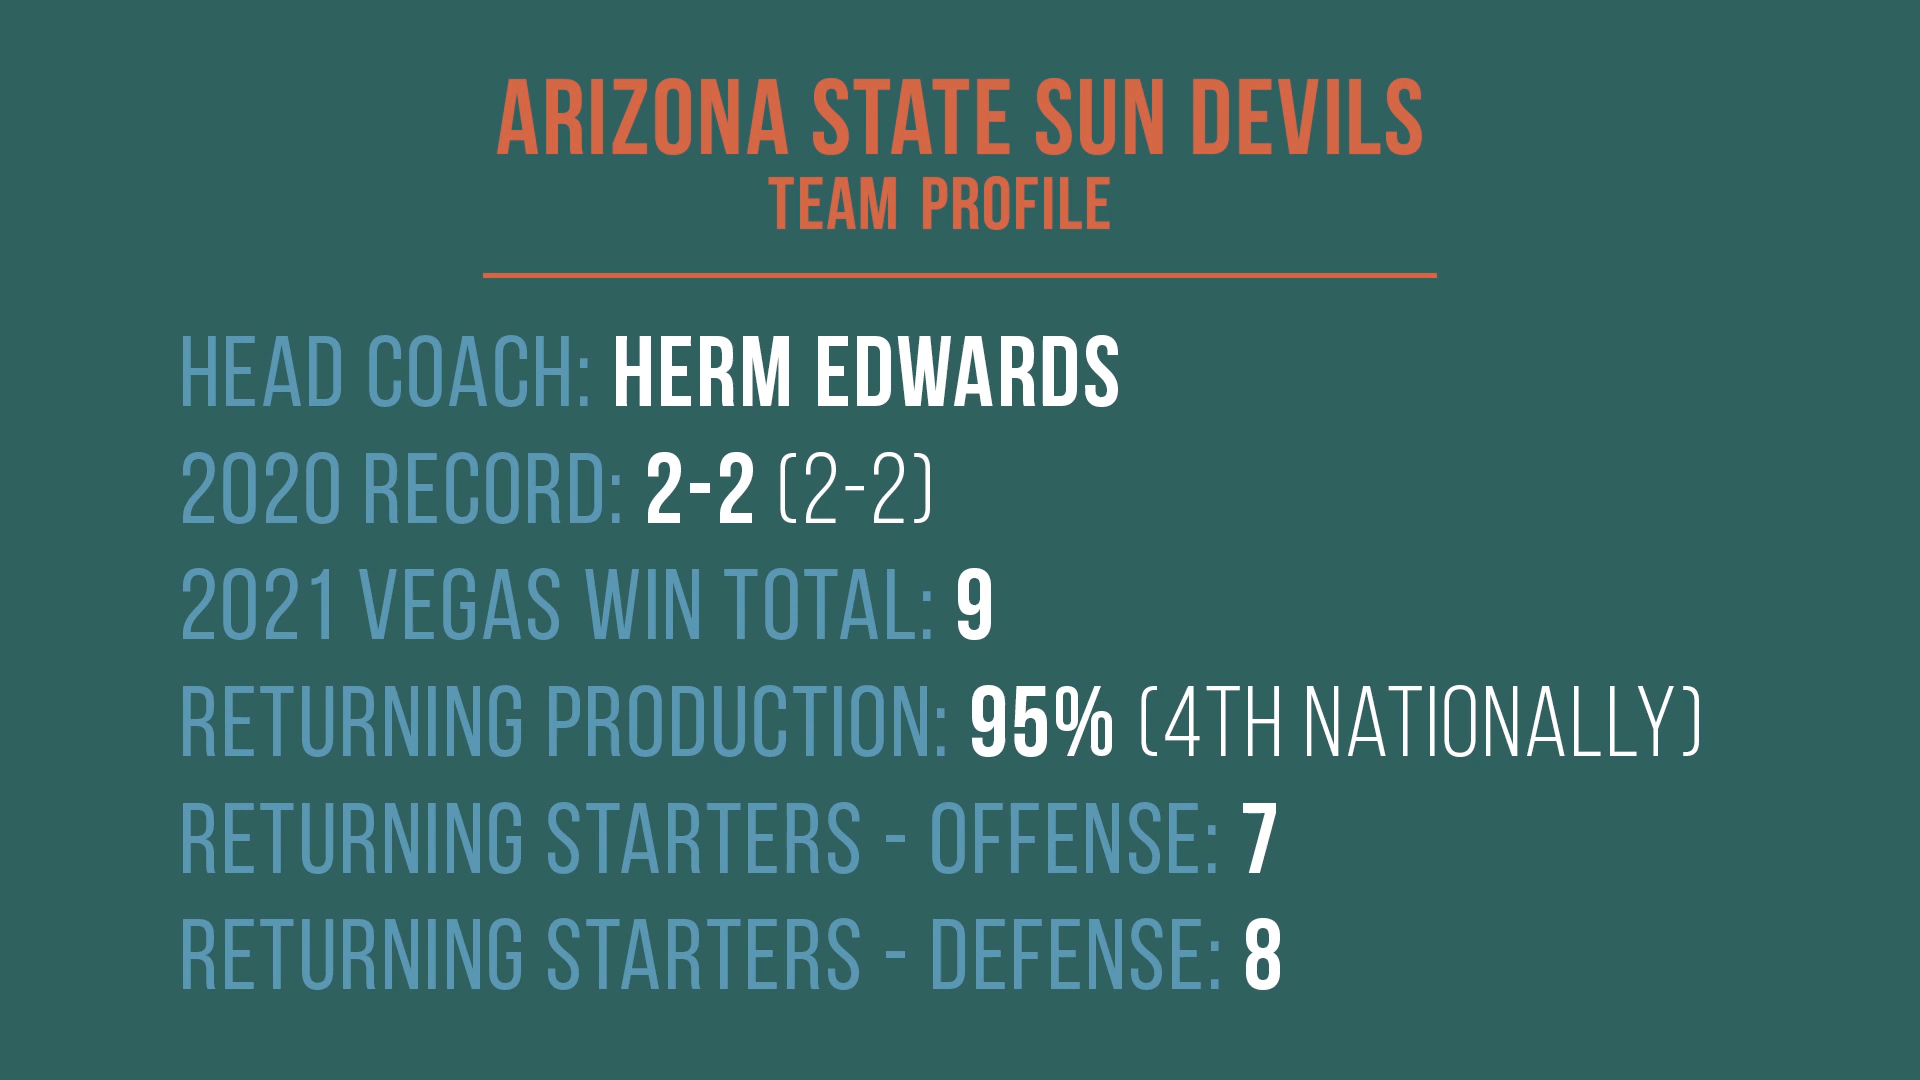 ARIZONA STATE SUN DEVILS
TEAM PROFILE
HEAD COACH: HERM EDWARDS
2020 RECORD: 2-2 (2-2)
2021 VEGAS WIN TOTAL: 9
RETURNING PRODUCTION: 95% (4TH NATIONALLY)
RETURNING STARTERS - OFFENSE: 7
RETURNING STARTERS - DEFENSE: 8